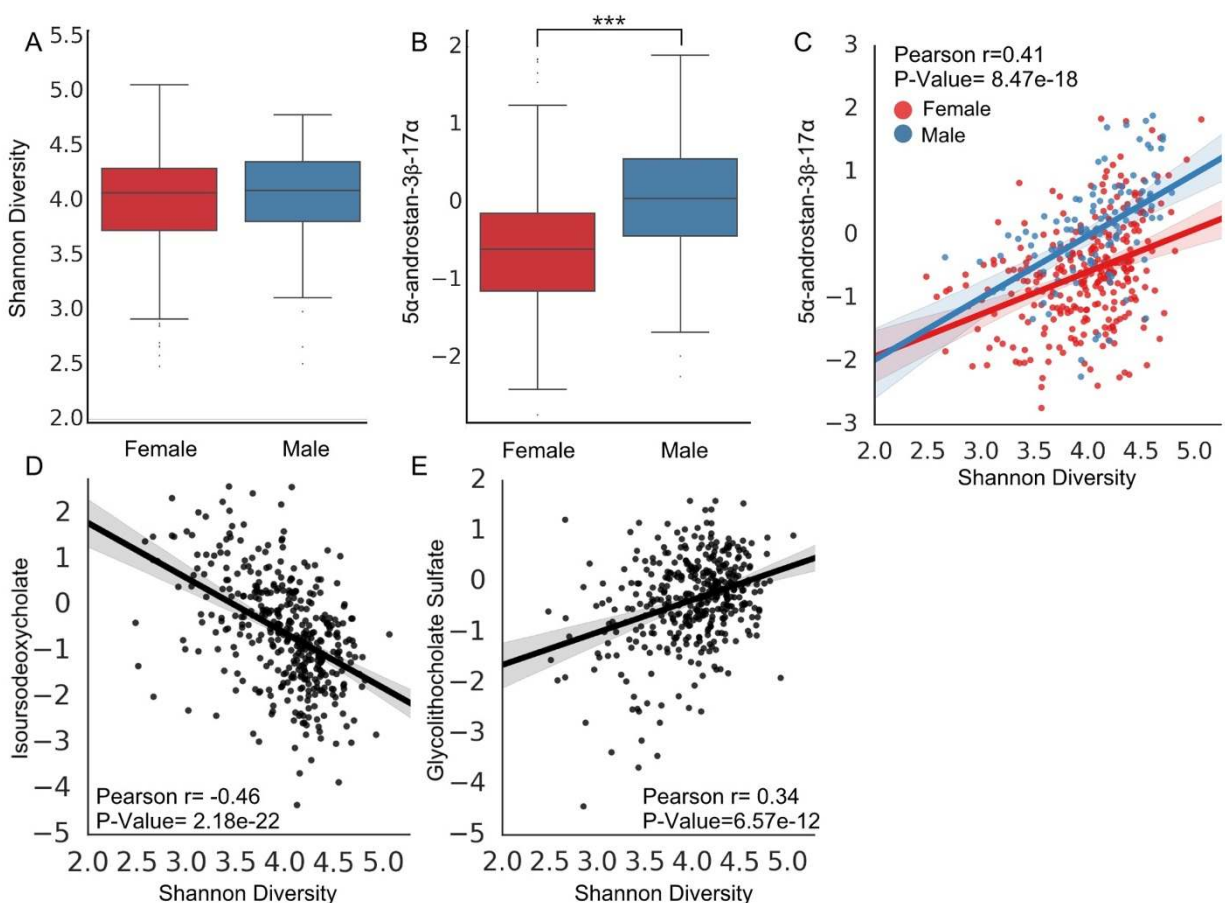 A
5.5
5.0
4.5
4.0
3.5
3.0
2.5
2.0
Shannon Diversity
Female Male
B
***
2
1
0
−1
−2
5α-androstan-3β-17α
Female Male
C
Pearson r=0.41
P-Value= 8.47e-18
Female
Male
3
2
1
0
−1
−2
−3
5α-androstan-3β-17α
2.0 2.5 3.0 3.5 4.0 4.5 5.0
Shannon Diversity
D
2
1
0
−1
−2
−3
−4
−5
Isoursodeoxycholate
Pearson r= -0.46
P-Value= 2.18e-22
2.0 2.5 3.0 3.5 4.0 4.5 5.0
Shannon Diversity
E
2
1
0
−1
−2
−3
−4
−5
Glycolithocholate Sulfate
Pearson r= 0.34
P-Value=6.57e-12
2.0 2.5 3.0 3.5 4.0 4.5 5.0
Shannon Diversity